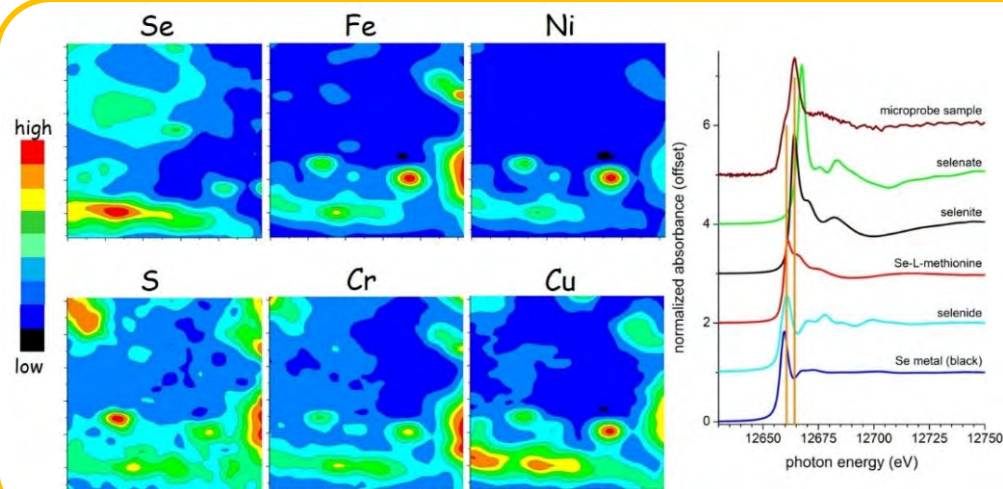 Se Fe Ni
high
low
S Cr Cu
normalized absorbance (offset)
6
4
2
0
microprobe sample
selenate
selenite
Se-L-methionine
selenide
Se metal (black)
12650 12675 12700 12725 12750
photon energy (eV)